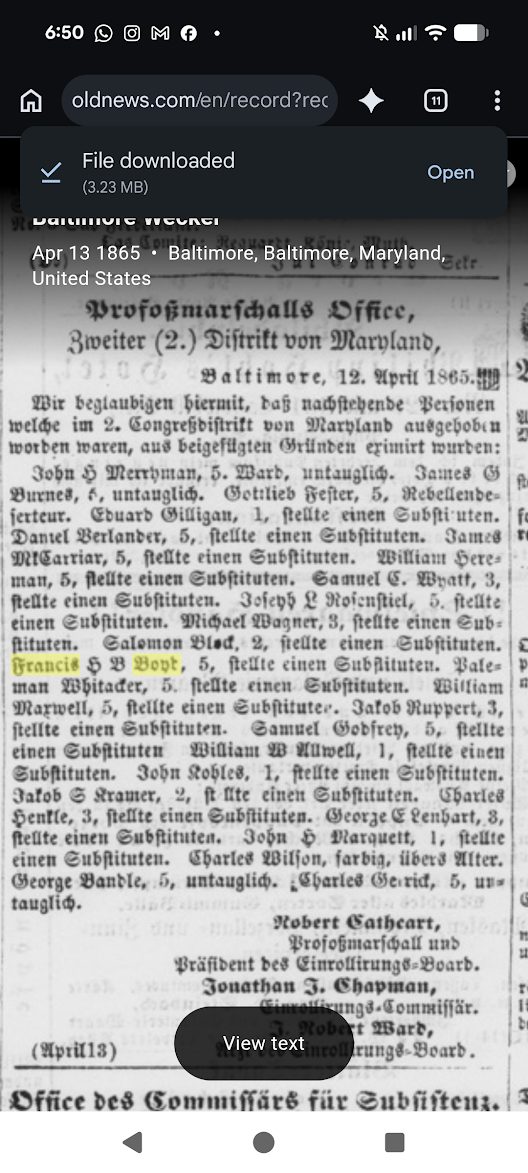 6:50
oldnews.com/en/record?rec
11
File downloaded
(3.23 MB)
Open
Baltimore Wecker
Apr 13 1865 • Baltimore, Baltimore, Maryland,
United States
Profoßmarschalls Office,
Zweiter (2.) Distrikt von Maryland,
Baltimore, 12. April 1865.
Wir beglaubigen hiermit, daß nachstehende Personen
welche im 2. Congreßdistrikt von Maryland ausgehoben
worden waren, aus beigefügten Gründen eximirt wurden:
John H Merryman, 5. Ward, untauglich. James G
Burnes, 5, untauglich. Gottlieb Fester, 5, Rebellende-
serteur. Eduard Gilligan, 1, stellte einen Substituten.
Daniel Verlander, 5, stellte einen Substituten. James
McCarriar, 5, stellte einen Substituten. William Here-
man, 5, stellte einen Substituten. Samuel C. Wyatt, 3,
stellte einen Substituten. Joseph L Rosenstiel, 5. stellte
einen Substituten. Michael Wagner, 3, stellte einen Sub-
stituten. Salomon Block, 2, stellte einen Substituten.
Francis H B Boyt, 5, stellte einen Substituten. Pale-
man Whitacker, 5. stellte einen Substituten. William
Maxwell, 5, stellte einen Substituten. Jakob Ruppert, 3,
stellte einen Substituten. Samuel Godfrey, 5, stellte
einen Substituten William W Allwell, 1, stellte einen
Substituten. John Kohles, 1, stellte einen Substituten.
Jakob S Kramer, 2, stellte einen Substituten. Charles
Henkle, 3, stellte einen Substituten. George E Lenhart, 3,
stellte einen Substituten. John H Marquett, 1, stellte
einen Substituten. Charles Wilson, farbig, übers Alter.
George Bandle, 5, untauglich. Charles Gerrick, 5, un-
tauglich.
Robert Cathcart,
Profoßmarschall und
Präsident des Einrollirungs-Board.
Jonathan J. Chapman,
Einrollirungs-Commissär.
J. Robert Ward,
(April13) Arzt des Einrollirungs-Board.
View text
Office des Commissärs für Subsistenz.